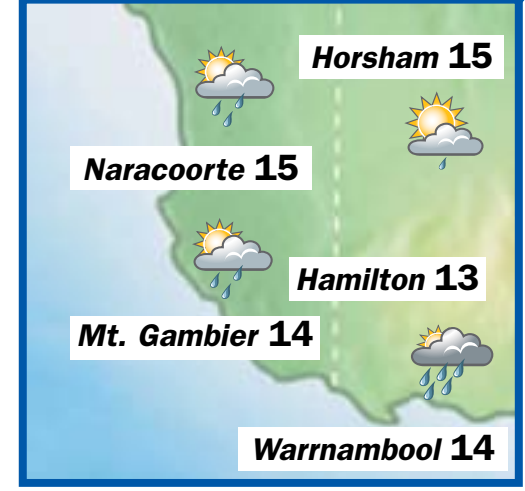 Horsham 15
Naracoorte 15
Hamilton 13
Mt. Gambier 14
Warrnambool 14